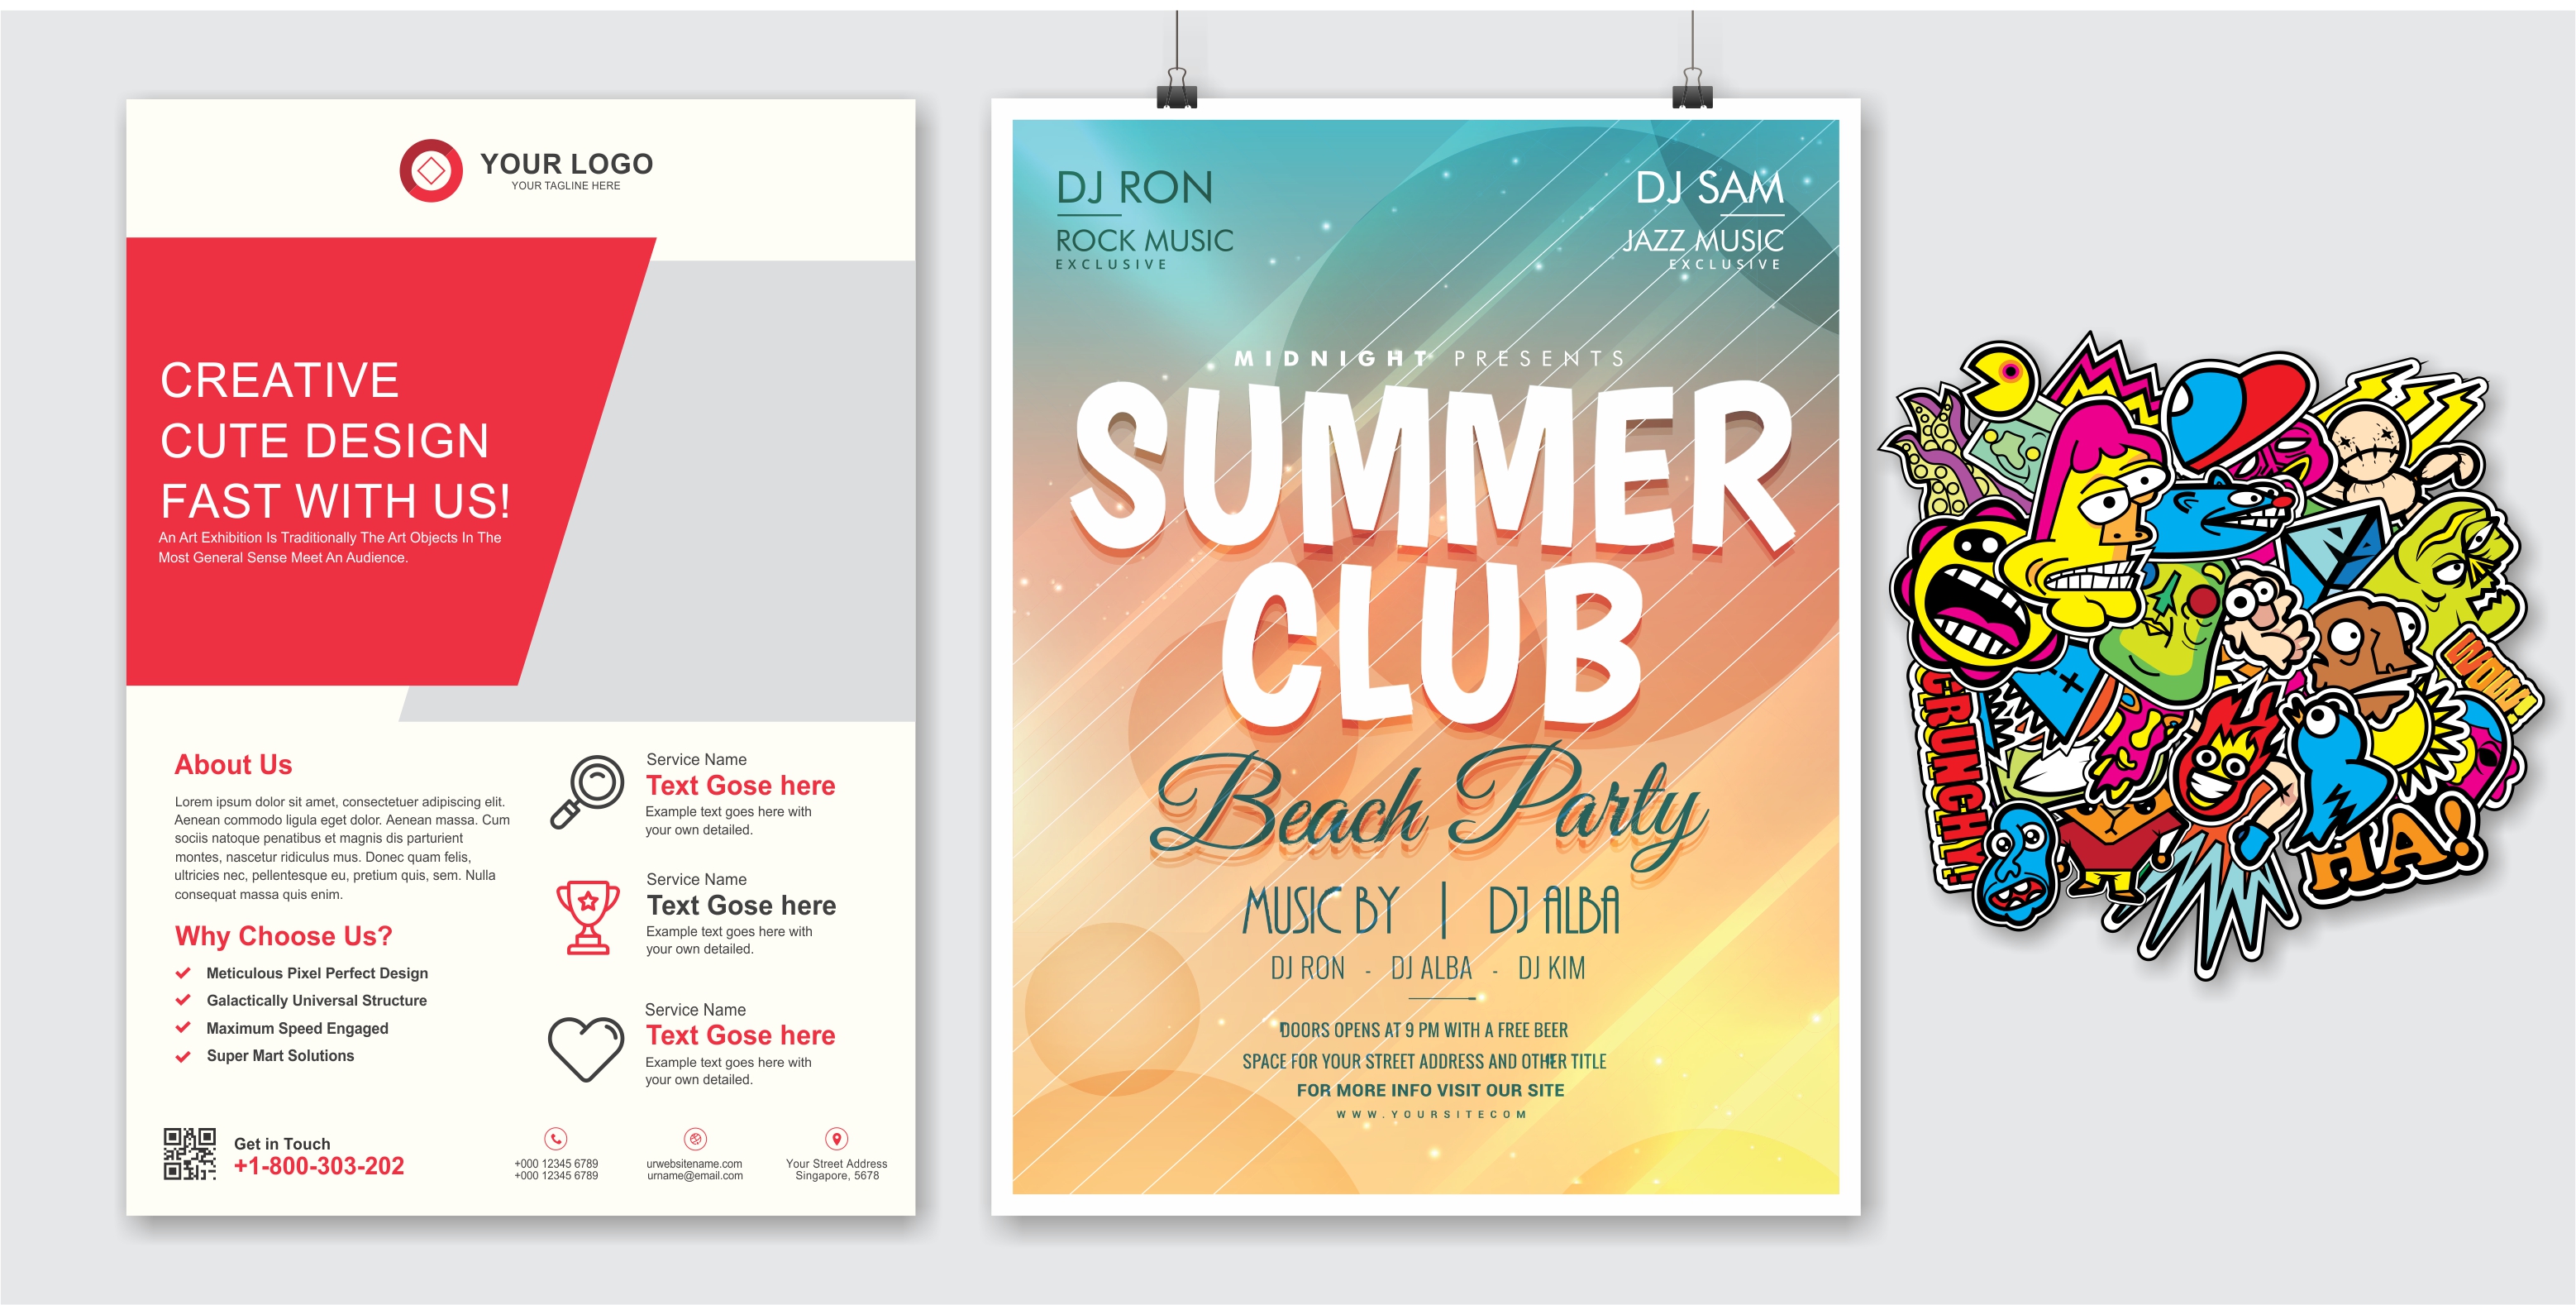 YOUR LOGO
YOUR TAGLINE HERE
CREATIVE
CUTE DESIGN
FAST WITH US!
An Art Exhibition Is Traditionally The Art Objects In The
Most General Sense Meet An Audience.
About Us
Lorem ipsum dolor sit amet, consectetuer adipiscing elit.
Aenean commodo ligula eget dolor. Aenean massa. Cum
sociis natoque penatibus et magnis dis parturient
montes, nascetur ridiculus mus. Donec quam felis,
ultricies nec, pellentesque eu, pretium quis, sem. Nulla
consequat massa quis enim.
Why Choose Us?
Meticulous Pixel Perfect Design
Galactically Universal Structure
Maximum Speed Engaged
Super Mart Solutions
Service Name
Text Gose here
Example text goes here with
your own detailed.
Service Name
Text Gose here
Example text goes here with
your own detailed.
Service Name
Text Gose here
Example text goes here with
your own detailed.
Get in Touch
+1-800-303-202
+000 12345 6789
+000 12345 6789
urwebsitename.com
urname@email.com
Your Street Address
Singapore, 5678
DJ RON
ROCK MUSIC
EXCLUSIVE
DJ SAM
JAZZ MUSIC
EXCLUSIVE
MIDNIGHT PRESENTS
SUMMER
CLUB
Beach Party
MUSIC BY | DJ ALBA
DJ RON - DJ ALBA - DJ KIM
DOORS OPENS AT 9 PM WITH A FREE BEER
SPACE FOR YOUR STREET ADDRESS AND OTHER TITLE
FOR MORE INFO VISIT OUR SITE
WWW.YOURSITECOM
WOW!
CRUNCH!
HA!